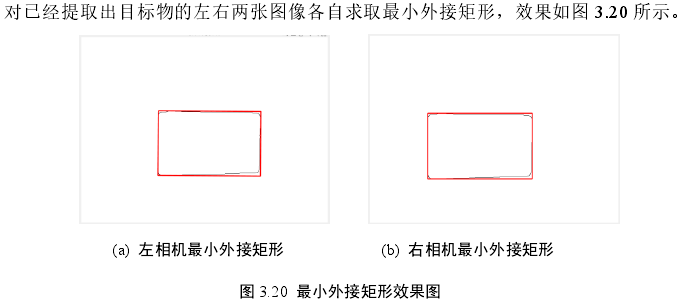 对已经提取出目标物的左右两张图像各自求取最小外接矩形，效果如图 3.20 所示。
(a) 左相机最小外接矩形
(b) 右相机最小外接矩形
图 3.20 最小外接矩形效果图